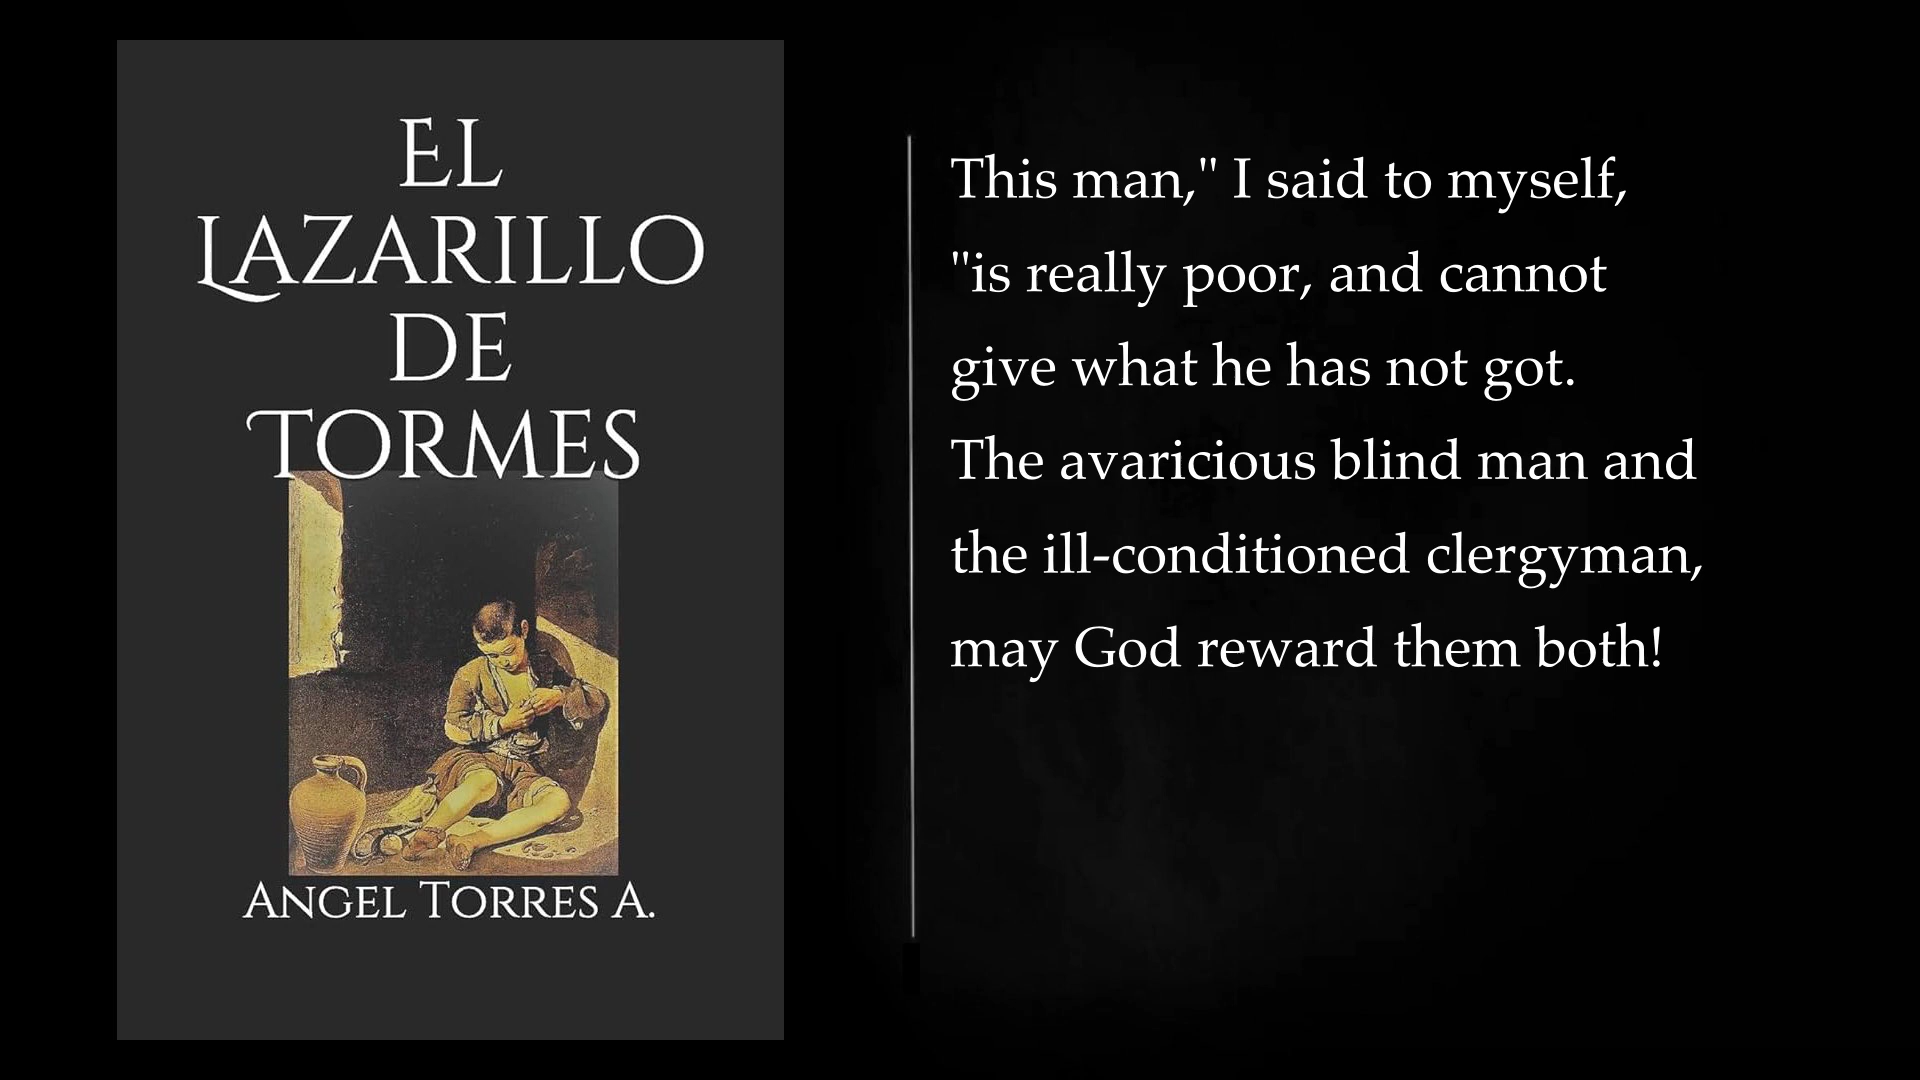 El
Lazarillo
de
Tormes
Angel Torres A.
This man," I said to myself,
"is really poor, and cannot
give what he has not got.
The avaricious blind man and
the ill-conditioned clergyman,
may God reward them both!